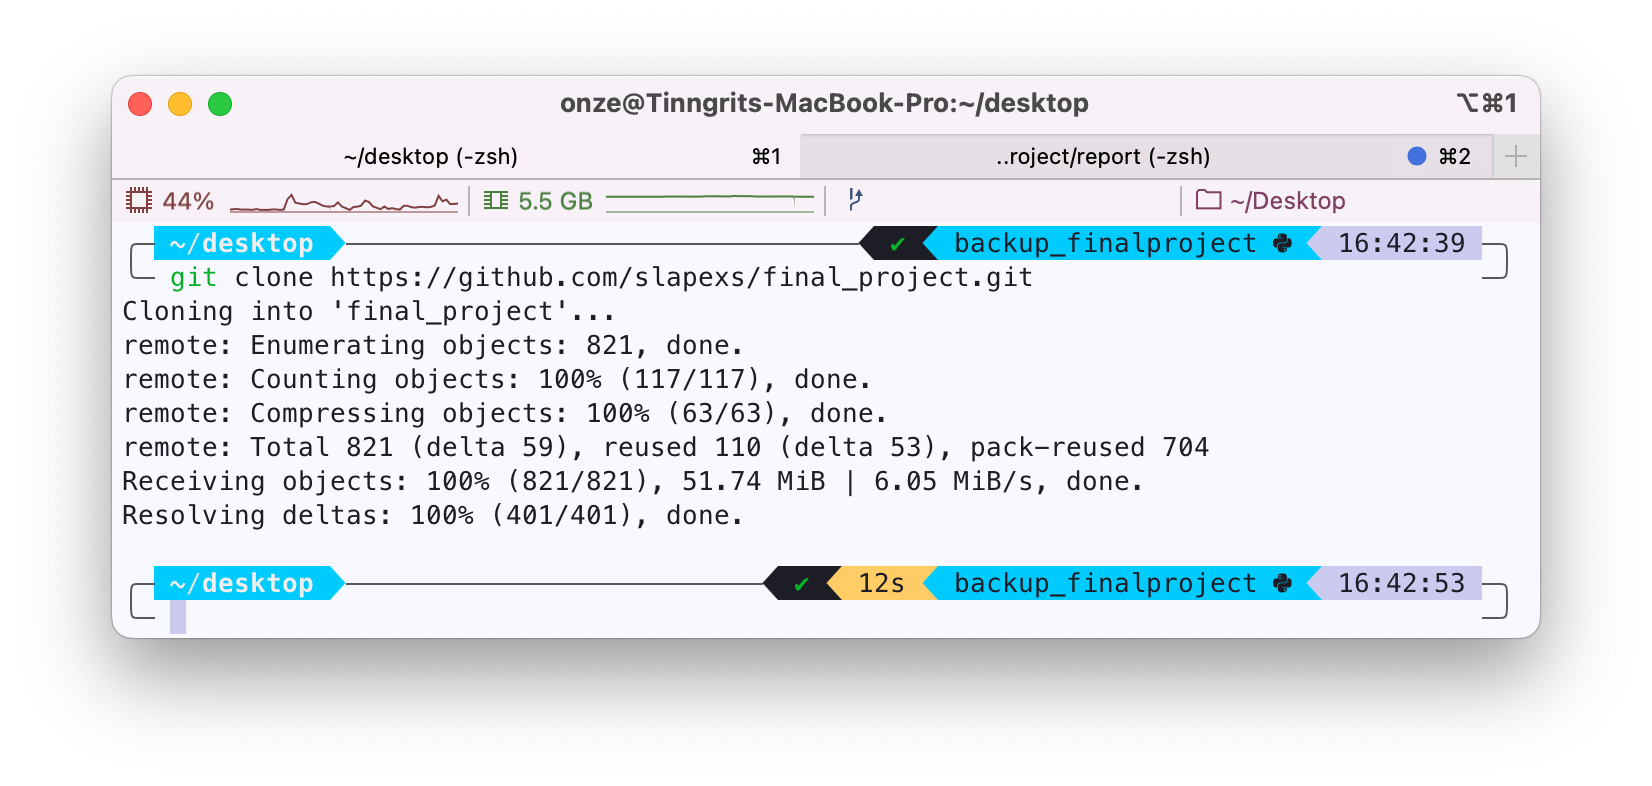 onze@Tinngrits-MacBook-Pro:~/desktop ⌥⌘1
~/desktop (-zsh) ⌘1 ..roject/report (-zsh) ⌘2
44% 5.5 GB ~/Desktop
~/desktop ✔ backup_finalproject 16:42:39
git clone https://github.com/slapexs/final_project.git
Cloning into 'final_project'...
remote: Enumerating objects: 821, done.
remote: Counting objects: 100% (117/117), done.
remote: Compressing objects: 100% (63/63), done.
remote: Total 821 (delta 59), reused 110 (delta 53), pack-reused 704
Receiving objects: 100% (821/821), 51.74 MiB | 6.05 MiB/s, done.
Resolving deltas: 100% (401/401), done.
~/desktop ✔ 12s backup_finalproject 16:42:53